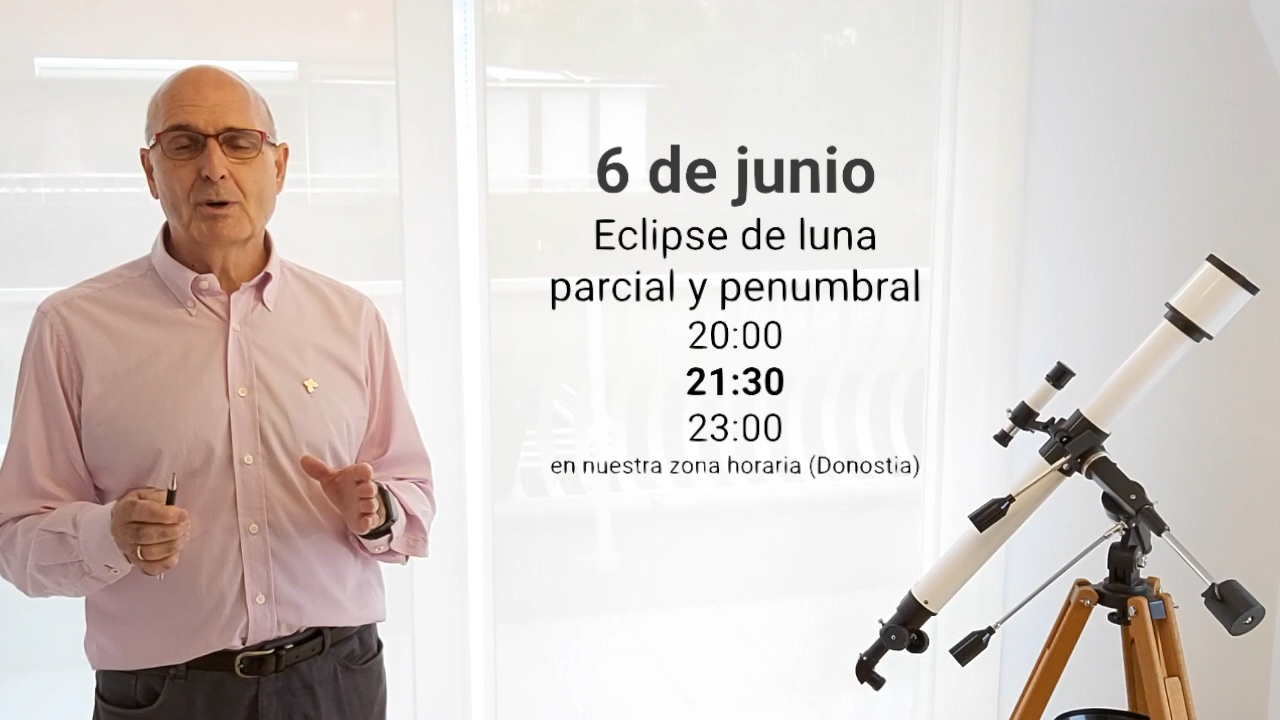 6 de junio
Eclipse de luna
parcial y penumbral
20:00
21:30
23:00
en nuestra zona horaria (Donostia)